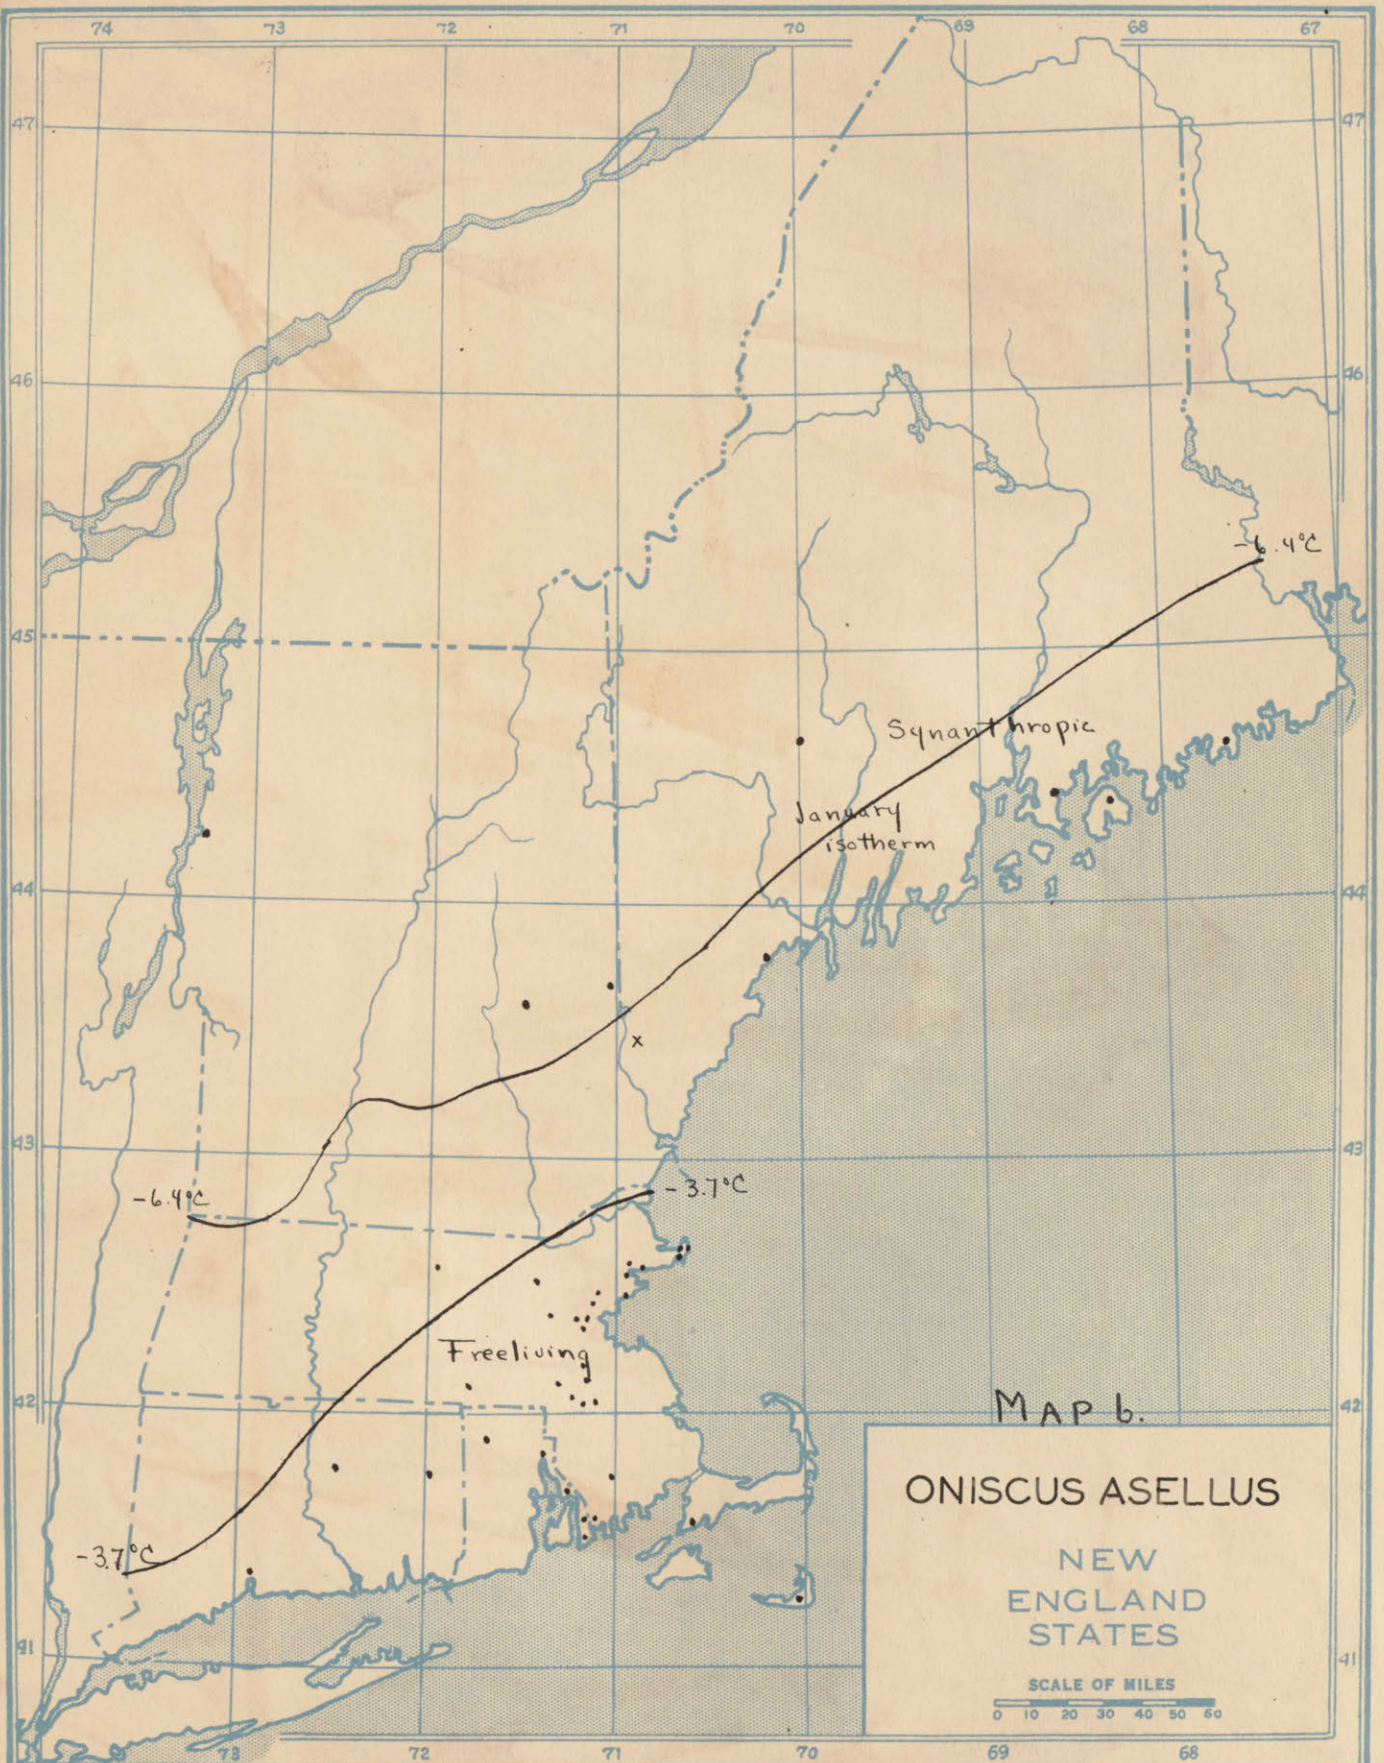 74 73 72 71 70 69 68 67
47 47
46 46
-6.4°C
45
Synanthropic
January
isotherm
44 44
43 43
-6.4°C
-3.7°C
Freeliving
42 42
MAP 6.
ONISCUS ASELLUS
-3.7°C
NEW
ENGLAND
STATES
41 41
SCALE OF MILES
0 10 20 30 40 50 60
73 72 71 70 69 68